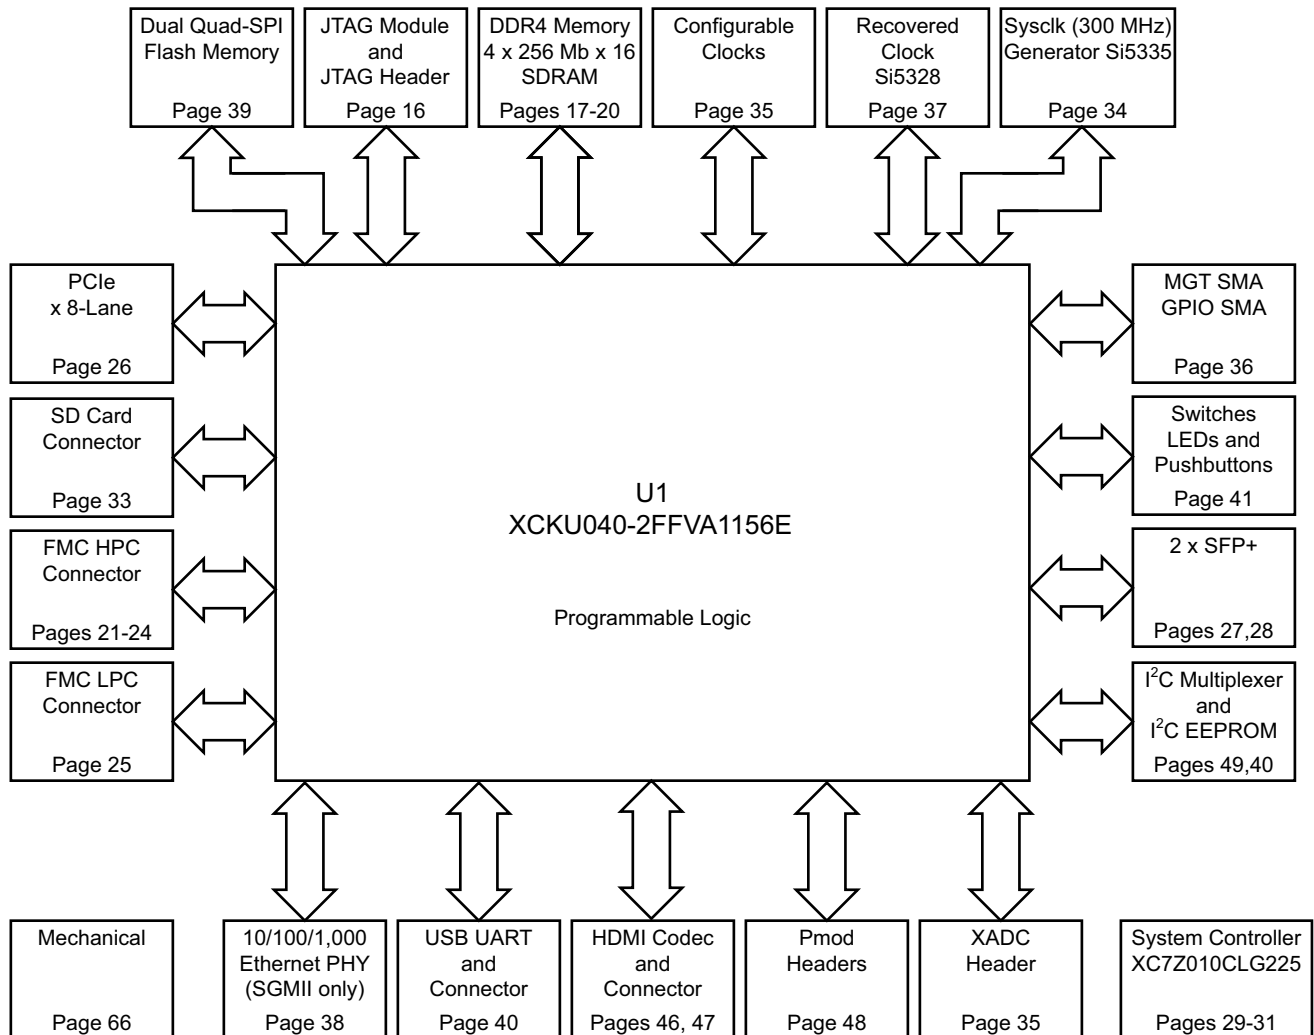 Dual Quad-SPI
Flash Memory
Page 39
JTAG Module
and
JTAG Header
Page 16
DDR4 Memory
4 x 256 Mb x 16
SDRAM
Pages 17-20
Configurable
Clocks
Page 35
Recovered
Clock
Si5328
Page 37
Sysclk (300 MHz)
Generator Si5335
Page 34
PCIe
x 8-Lane
Page 26
SD Card
Connector
Page 33
FMC HPC
Connector
Pages 21-24
FMC LPC
Connector
Page 25
U1
XCKU040-2FFVA1156E
Programmable Logic
MGT SMA
GPIO SMA
Page 36
Switches
LEDs and
Pushbuttons
Page 41
2 x SFP+
Pages 27,28
I²C Multiplexer
and
I²C EEPROM
Pages 49,40
Mechanical
Page 66
10/100/1,000
Ethernet PHY
(SGMII only)
Page 38
USB UART
and
Connector
Page 40
HDMI Codec
and
Connector
Pages 46, 47
Pmod
Headers
Page 48
XADC
Header
Page 35
System Controller
XC7Z010CLG225
Pages 29-31